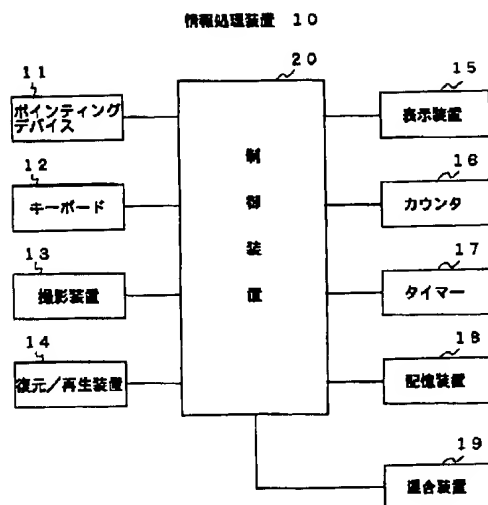 情報処理装置 10
20
11
ポインティング
デバイス
12
キーボード
13
撮影装置
14
復元／再生装置
制
御
装
置
15
表示装置
16
カウンタ
17
タイマー
18
記憶装置
19
混合装置